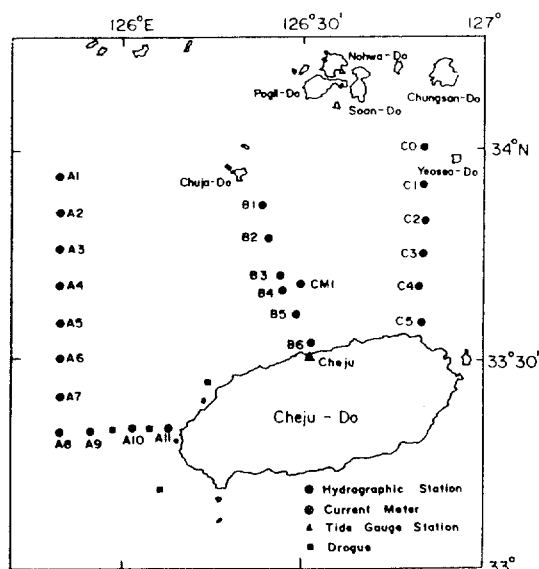 126°E
126°30'
127°
Nohwa-Do
Pogil-Do
Soan-Do
Chungsan-Do
34°N
C0
Yeoseo-Do
Chuja-Do
A1
C1
B1
A2
C2
B2
A3
C3
B3
CM1
A4
B4
C4
B5
A5
C5
B6
A6
Cheju
33°30'
A7
Cheju-Do
A8
A9
A10
A11
Hydrographic Station
Current Meter
Tide Gauge Station
Drogue
33°